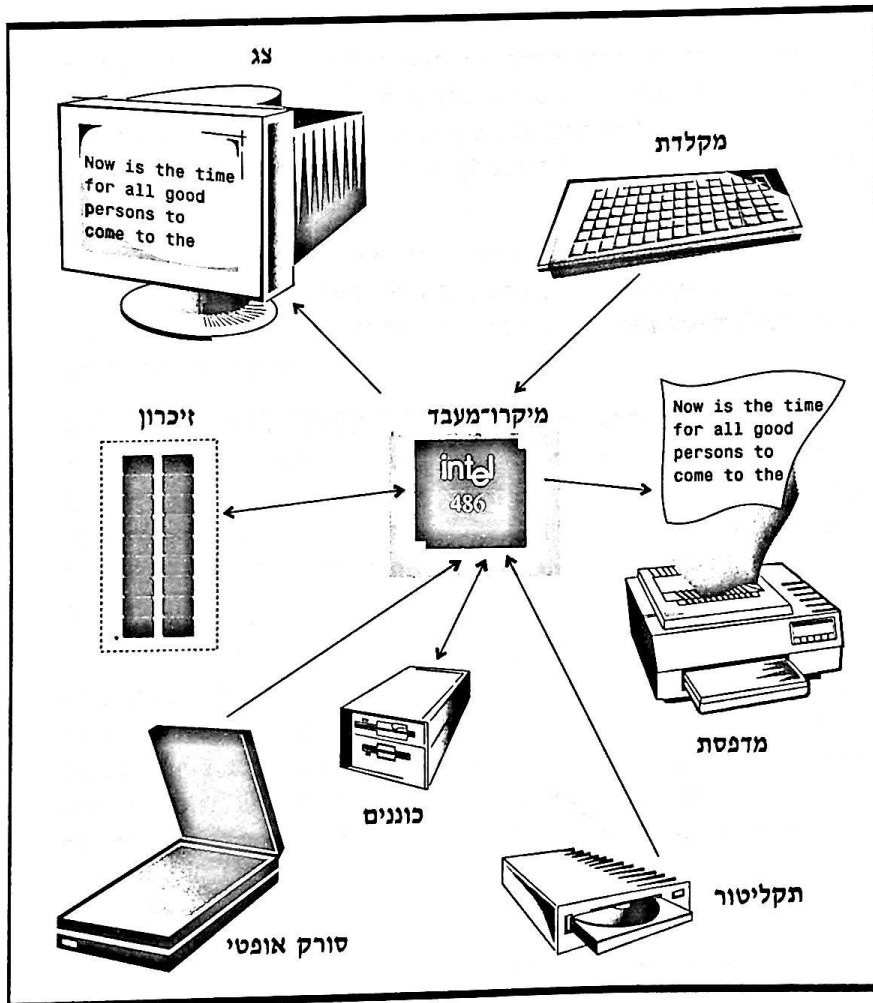 צג
Now is the time
for all good
persons to
come to the
מקלדת
זיכרון
מיקרו־מעבד
intel
486
Now is the time
for all good
persons to
come to the
מדפסת
כוננים
תקליטור
סורק אופטי